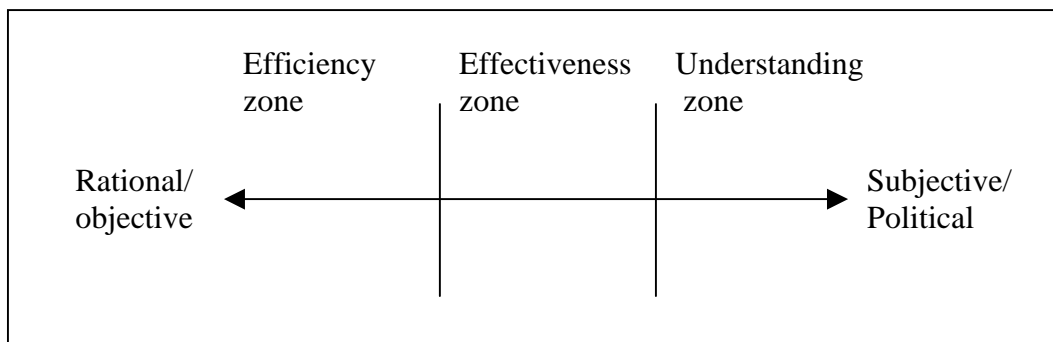 Efficiency
zone
Effectiveness
zone
Understanding
zone
Rational/
objective
Subjective/
Political